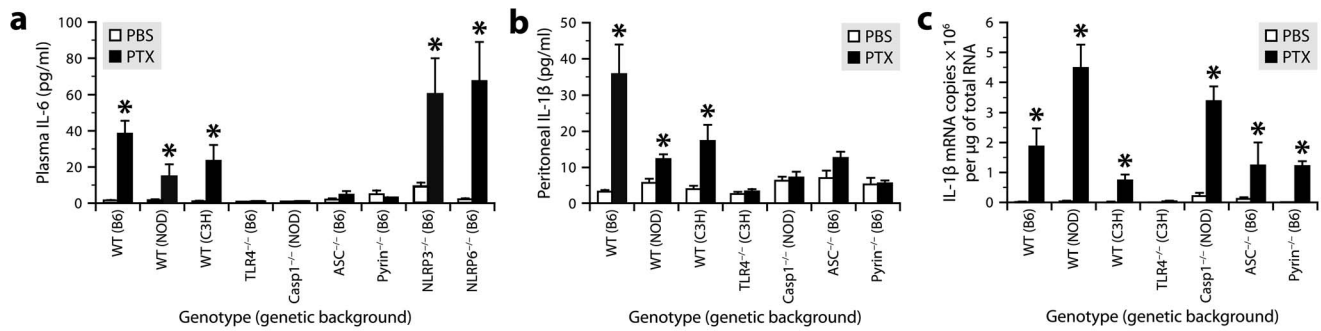 a
Plasma IL-6 (pg/ml)
100
80
60
40
20
0
PBS
PTX
*
*
*
*
*
WT (B6)
WT (NOD)
WT (C3H)
TLR4⁻/⁻ (B6)
Casp1⁻/⁻ (NOD)
ASC⁻/⁻ (B6)
Pyrin⁻/⁻ (B6)
NLRP3⁻/⁻ (B6)
NLRP6⁻/⁻ (B6)
Genotype (genetic background)
b
Peritoneal IL-1β (pg/ml)
50
40
30
20
10
0
PBS
PTX
*
*
*
WT (B6)
WT (NOD)
WT (C3H)
TLR4⁻/⁻ (C3H)
Casp1⁻/⁻ (NOD)
ASC⁻/⁻ (B6)
Pyrin⁻/⁻ (B6)
Genotype (genetic background)
c
IL-1β mRNA copies × 10⁶
per μg of total RNA
6
5
4
3
2
1
0
PBS
PTX
*
*
*
*
*
*
WT (B6)
WT (NOD)
WT (C3H)
TLR4⁻/⁻ (C3H)
Casp1⁻/⁻ (NOD)
ASC⁻/⁻ (B6)
Pyrin⁻/⁻ (B6)
Genotype (genetic background)